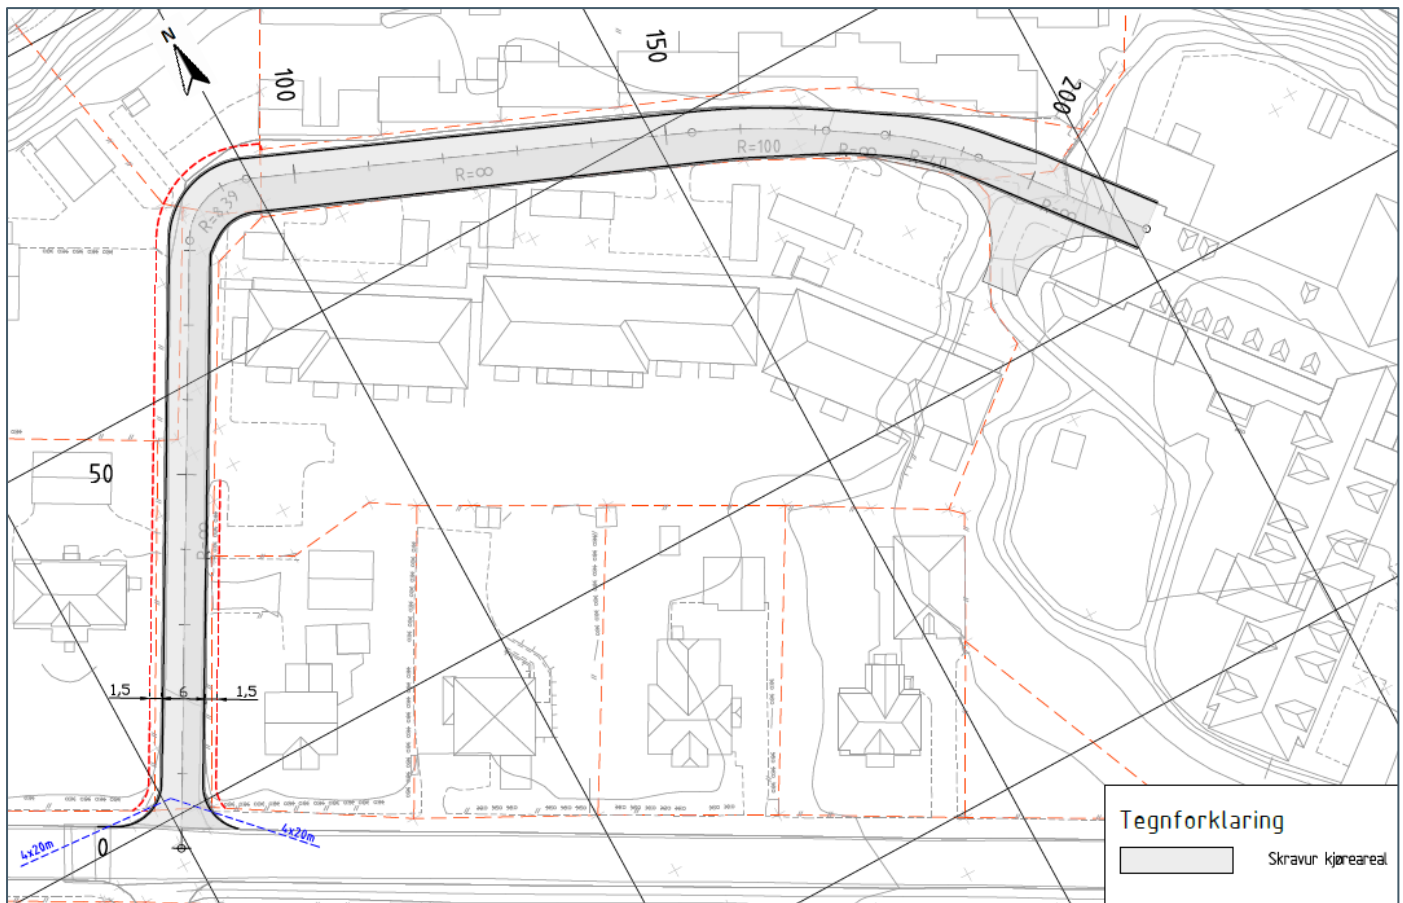 N
100
150
200
R=100
R=∞
R=60
R=∞
R=8.39
R=∞
50
R=∞
1,5
6
1,5
4x20m
0
4x20m
Tegnforklaring
Skravur kjøreareal